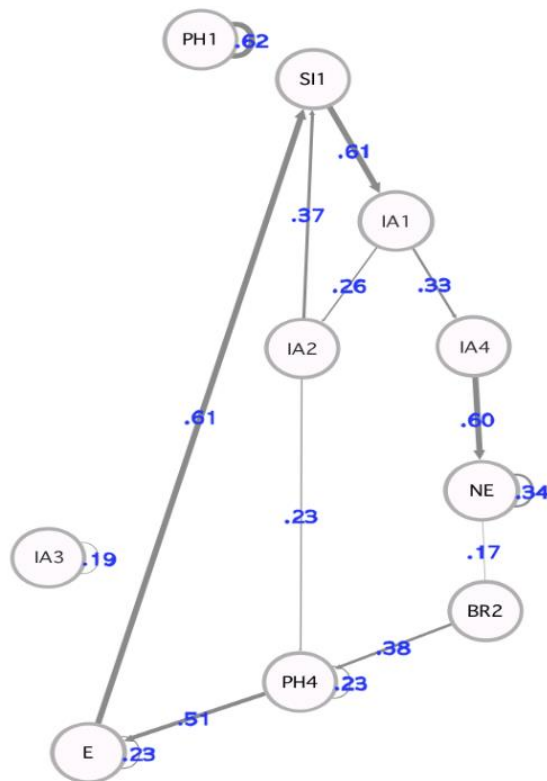 PH1 .62
SI1
.61
IA1
.37
.26 .33
IA2 IA4
.61 .60
NE .34
.23
.17
IA3 .19
BR2
.38
PH4 .23
.51
E .23